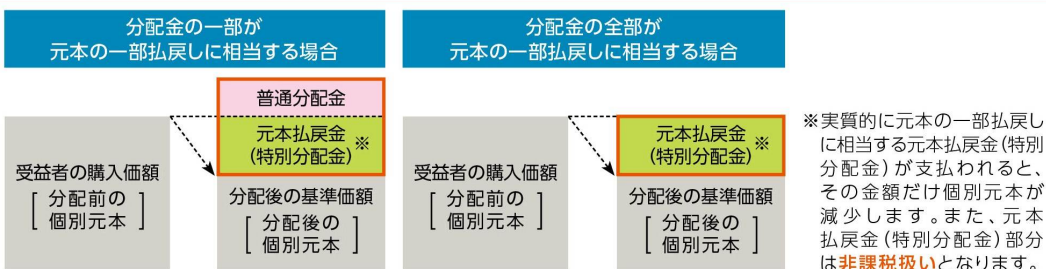 分配金の一部が
元本の一部払戻しに相当する場合
普通分配金
元本払戻金
(特別分配金)
※
受益者の購入価額
[分配前の
個別元本]
分配後の基準価額
[分配後の
個別元本]
分配金の全部が
元本の一部払戻しに相当する場合
元本払戻金
(特別分配金)
※
受益者の購入価額
[分配前の
個別元本]
分配後の基準価額
[分配後の
個別元本]
※実質的に元本の一部払戻し
に相当する元本払戻金(特別
分配金)が支払われると、
その金額だけ個別元本が
減少します。また、元本
払戻金(特別分配金)部分
は非課税扱いとなります。